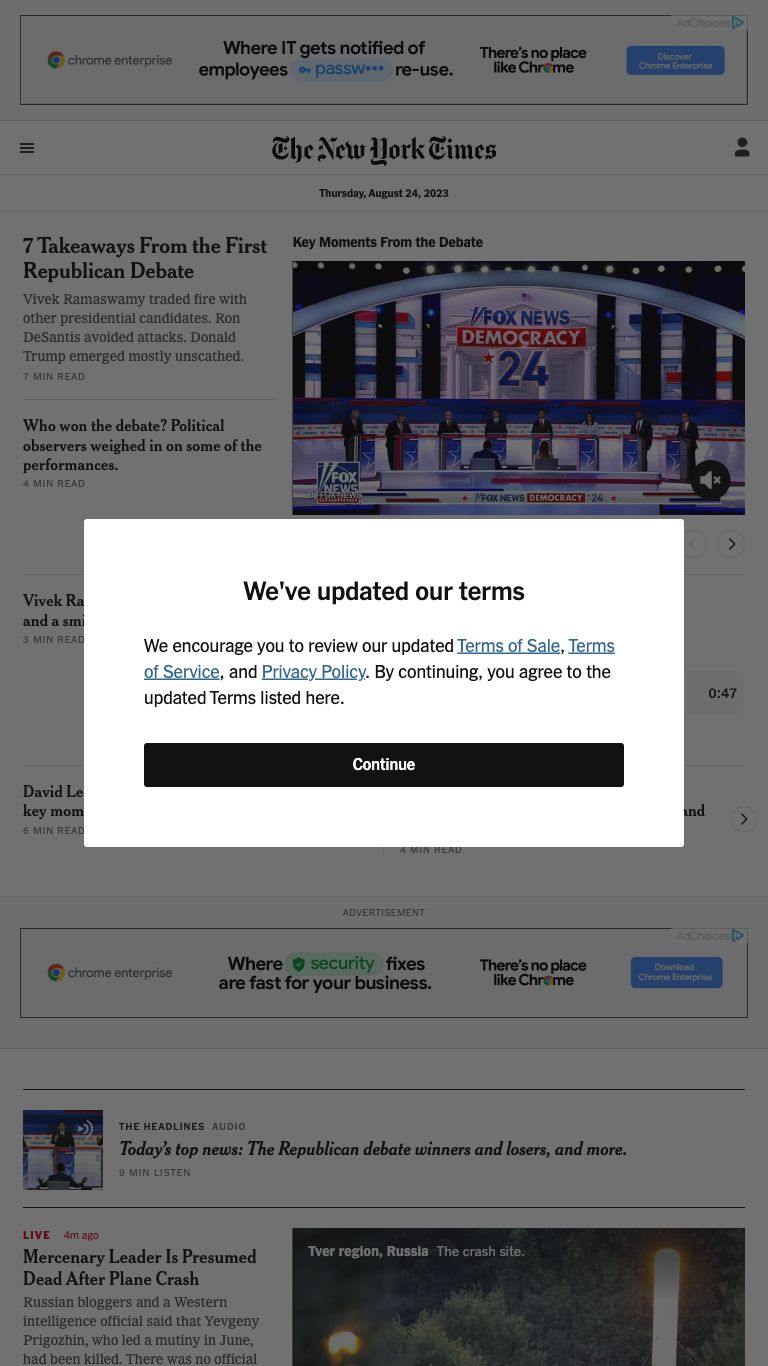 AdChoices
chrome enterprise
Where IT gets notified of
employees passw••• re-use.
There's no place
like Chrome
Discover
Chrome Enterprise
The New York Times
Thursday, August 24, 2023
7 Takeaways From the First
Republican Debate
Vivek Ramaswamy traded fire with
other presidential candidates. Ron
DeSantis avoided attacks. Donald
Trump emerged mostly unscathed.
7 MIN READ
Who won the debate? Political
observers weighed in on some of the
performances.
4 MIN READ
Key Moments From the Debate
FOX NEWS
DEMOCRACY
24
FOX
NEWS
channel
By Fox News
FOX NEWS DEMOCRACY 24
Vivek Ra
and a smi
3 MIN READ
0:47
We've updated our terms
We encourage you to review our updated Terms of Sale, Terms
of Service, and Privacy Policy. By continuing, you agree to the
updated Terms listed here.
Continue
David Le
key mom
6 MIN READ
and
4 MIN READ
ADVERTISEMENT
AdChoices
chrome enterprise
Where security fixes
are fast for your business.
There's no place
like Chrome
Download
Chrome Enterprise
THE HEADLINES AUDIO
Today's top news: The Republican debate winners and losers, and more.
9 MIN LISTEN
LIVE 4m ago
Mercenary Leader Is Presumed
Dead After Plane Crash
Russian bloggers and a Western
intelligence official said that Yevgeny
Prigozhin, who led a mutiny in June,
had been killed. There was no official
Tver region, Russia The crash site.